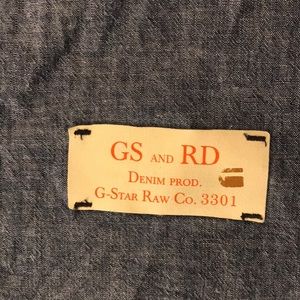 GS AND RD
DENIM PROD.
G-STAR RAW CO. 3301